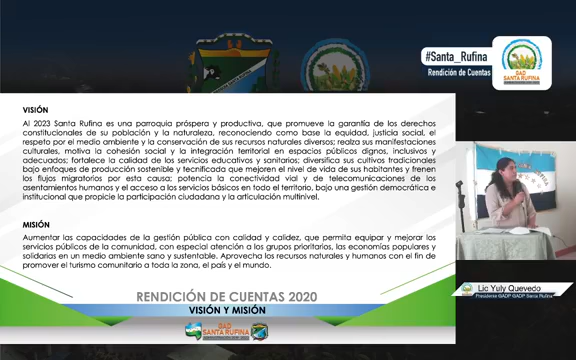 #Santa_Rufina
Rendición de Cuentas
GAD
SANTA RUFINA
VISIÓN
Al 2023 Santa Rufina es una parroquia próspera y productiva, que promueve la garantía de los derechos
constitucionales de su población y la naturaleza, reconociendo como base la equidad, justicia social, el
respeto por el medio ambiente y la conservación de sus recursos naturales diversos; realza sus manifestaciones
culturales, motiva la cohesión social y la integración territorial en espacios públicos dignos, inclusivos y
adecuados; fortalece la calidad de los servicios educativos y sanitarios; diversifica sus cultivos tradicionales
bajo enfoques de producción sostenible y tecnificada que mejoren el nivel de vida de sus habitantes y frenen
los flujos migratorios por esta causa; potencia la conectividad vial y de telecomunicaciones de los
asentamientos humanos y el acceso a los servicios básicos en todo el territorio, bajo una gestión democrática e
institucional que propicie la participación ciudadana y la articulación multinivel.
MISIÓN
Aumentar las capacidades de la gestión pública con calidad y calidez, que permita equipar y mejorar los
servicios públicos de la comunidad, con especial atención a los grupos prioritarios, las economías populares y
solidarias en un medio ambiente sano y sustentable. Aprovecha los recursos naturales y humanos con el fin de
promover el turismo comunitario a toda la zona, el país y el mundo.
Lic Yuly Quevedo
Presidente GADP GADP Santa Rufina
RENDICIÓN DE CUENTAS 2020
VISIÓN Y MISIÓN
GAD
SANTA RUFINA